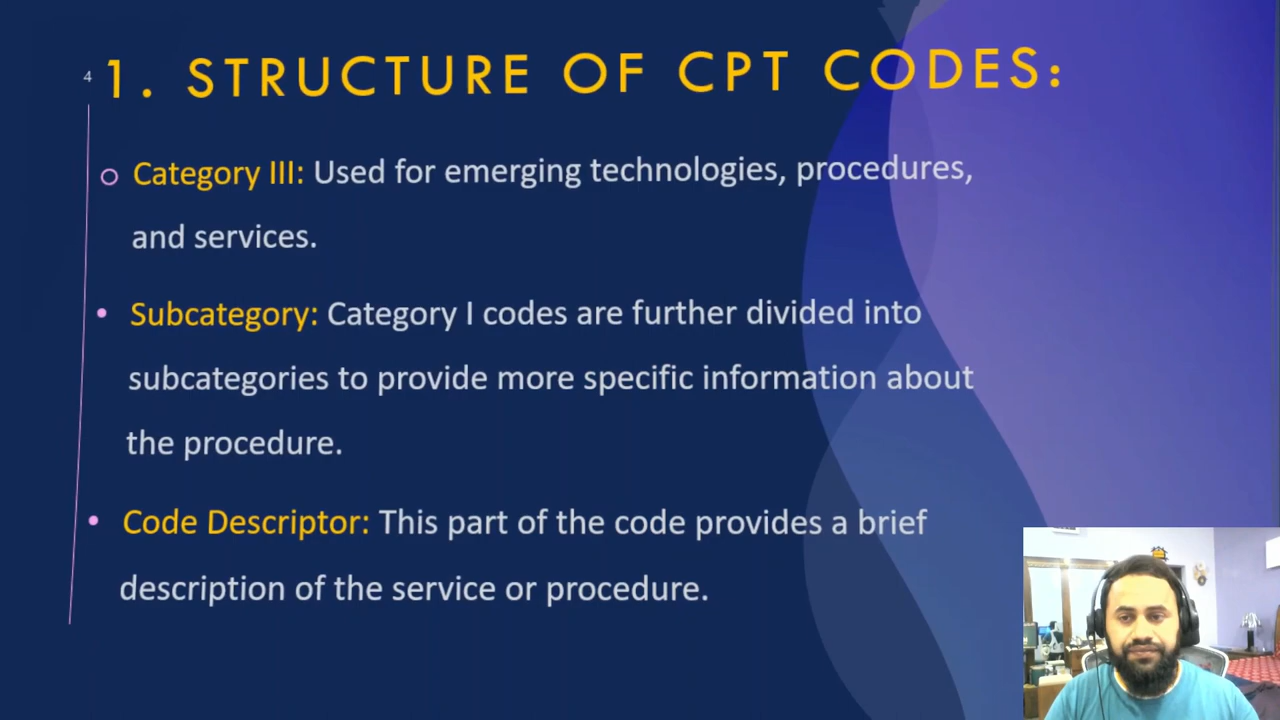 4
1. STRUCTURE OF CPT CODES:
○ Category III: Used for emerging technologies, procedures,
and services.
• Subcategory: Category I codes are further divided into
subcategories to provide more specific information about
the procedure.
• Code Descriptor: This part of the code provides a brief
description of the service or procedure.